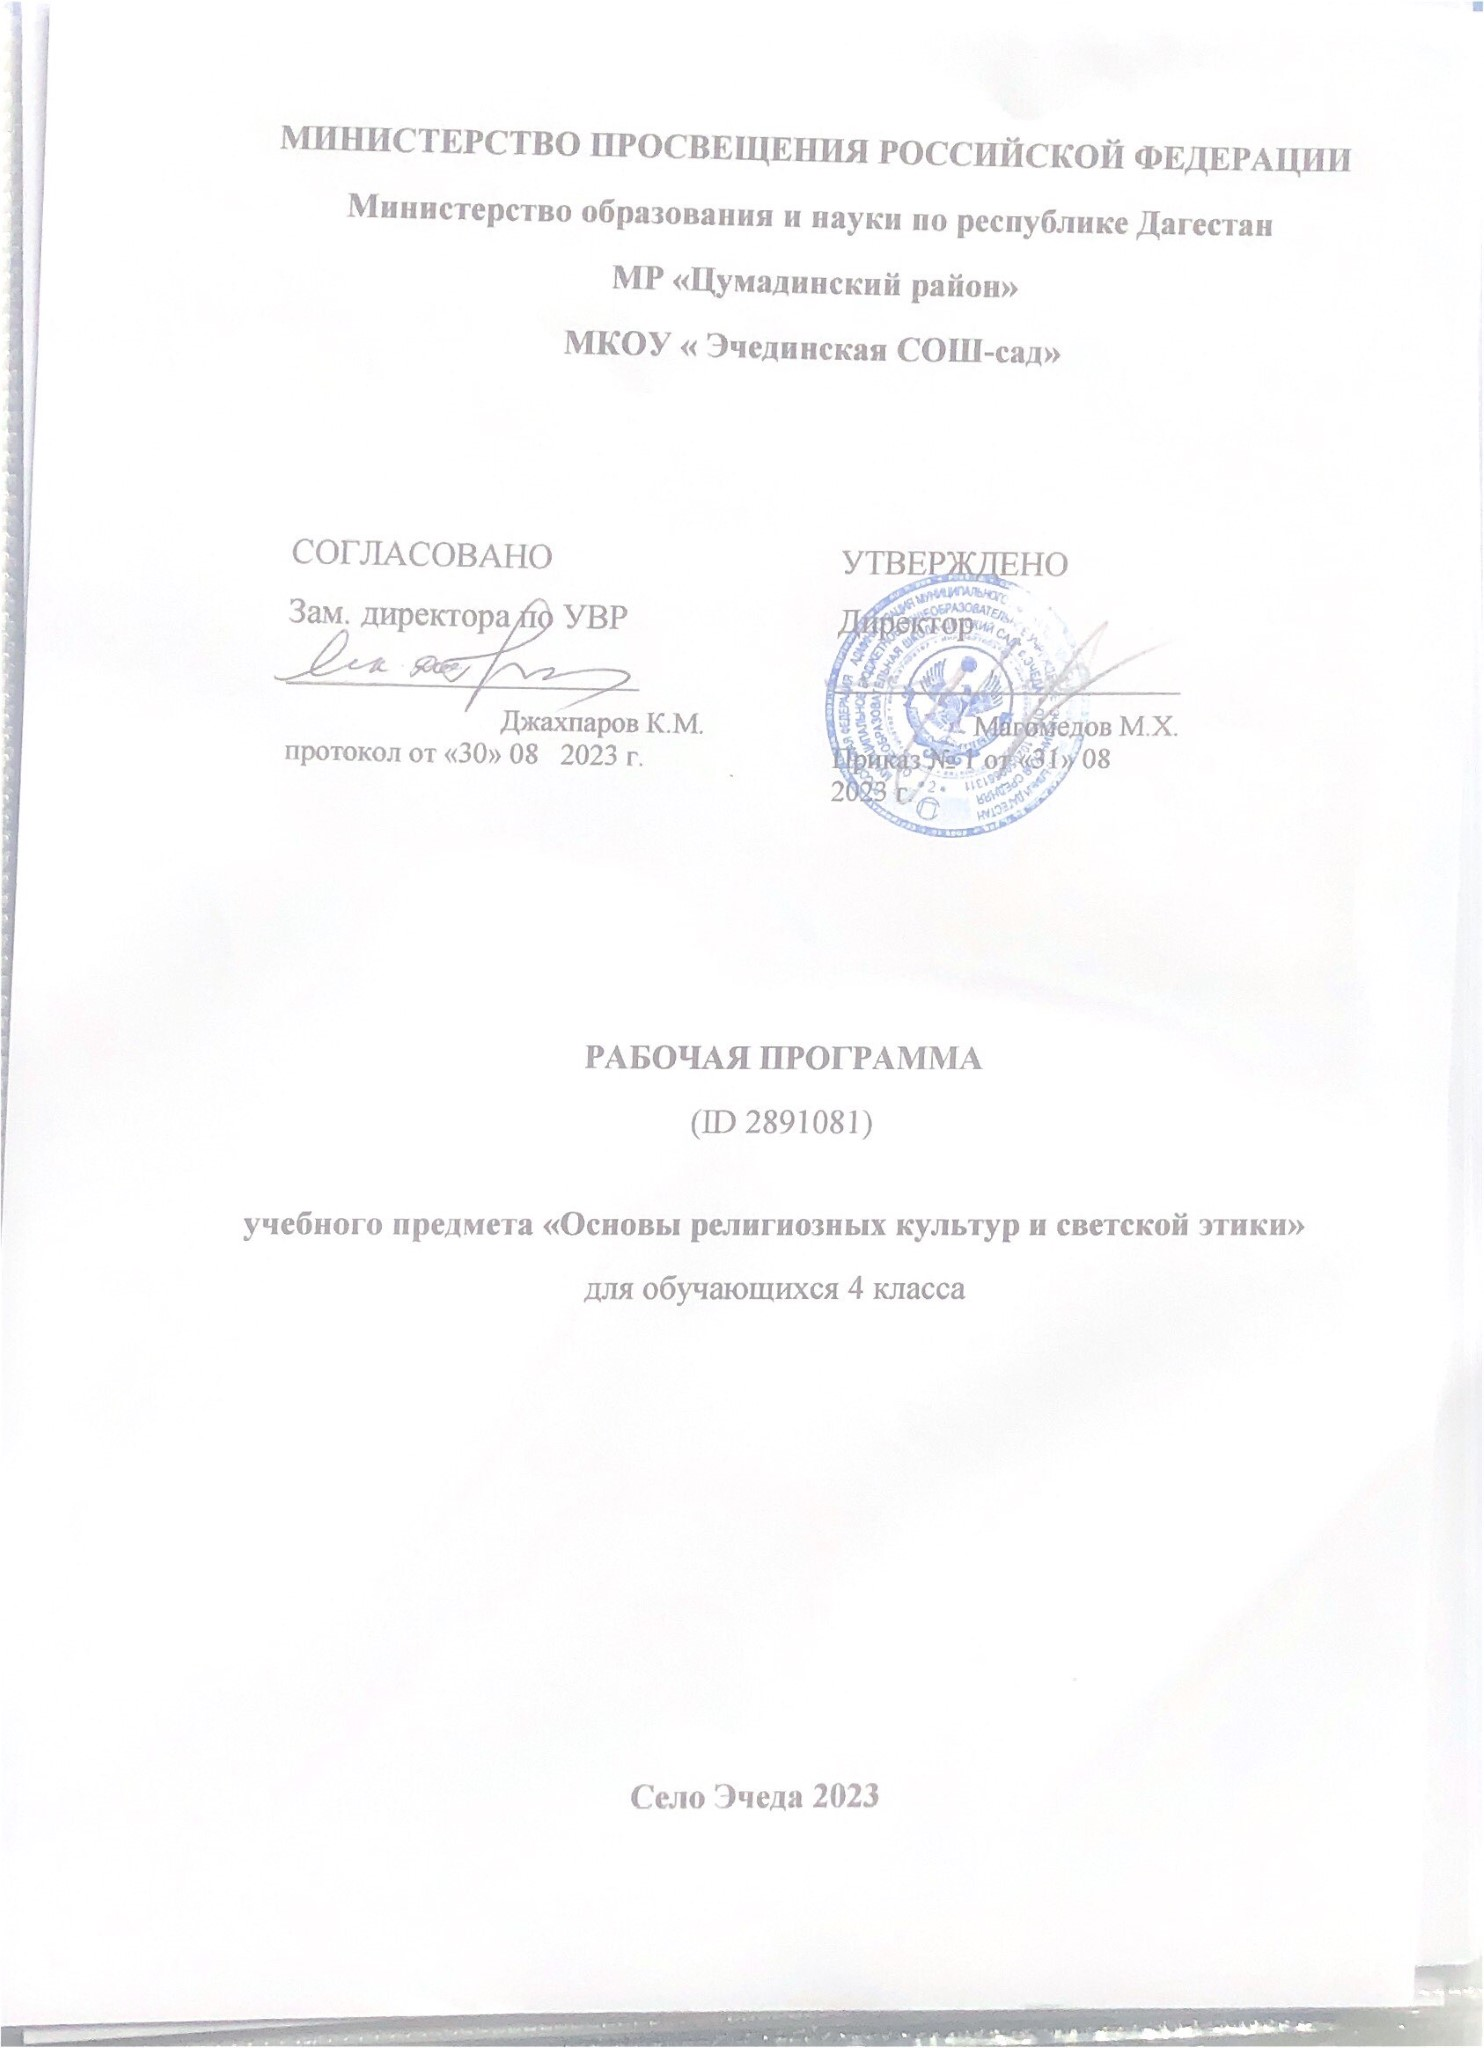 МИНИСТЕРСТВО ПРОСВЕЩЕНИЯ РОССИЙСКОЙ ФЕДЕРАЦИИ
Министерство образования и науки по республике Дагестан
МР «Цумадинский район»
МКОУ « Эчединская СОШ-сад»
СОГЛАСОВАНО
Зам. директора по УВР
Джахпаров К.М.
протокол от «30» 08 2023 г.
УТВЕРЖДЕНО
Директор
Магомедов М.Х.
Приказ № 1 от «31» 08
2023 г.
РАБОЧАЯ ПРОГРАММА
(ID 2891081)
учебного предмета «Основы религиозных культур и светской этики»
для обучающихся 4 класса
Село Эчеда 2023